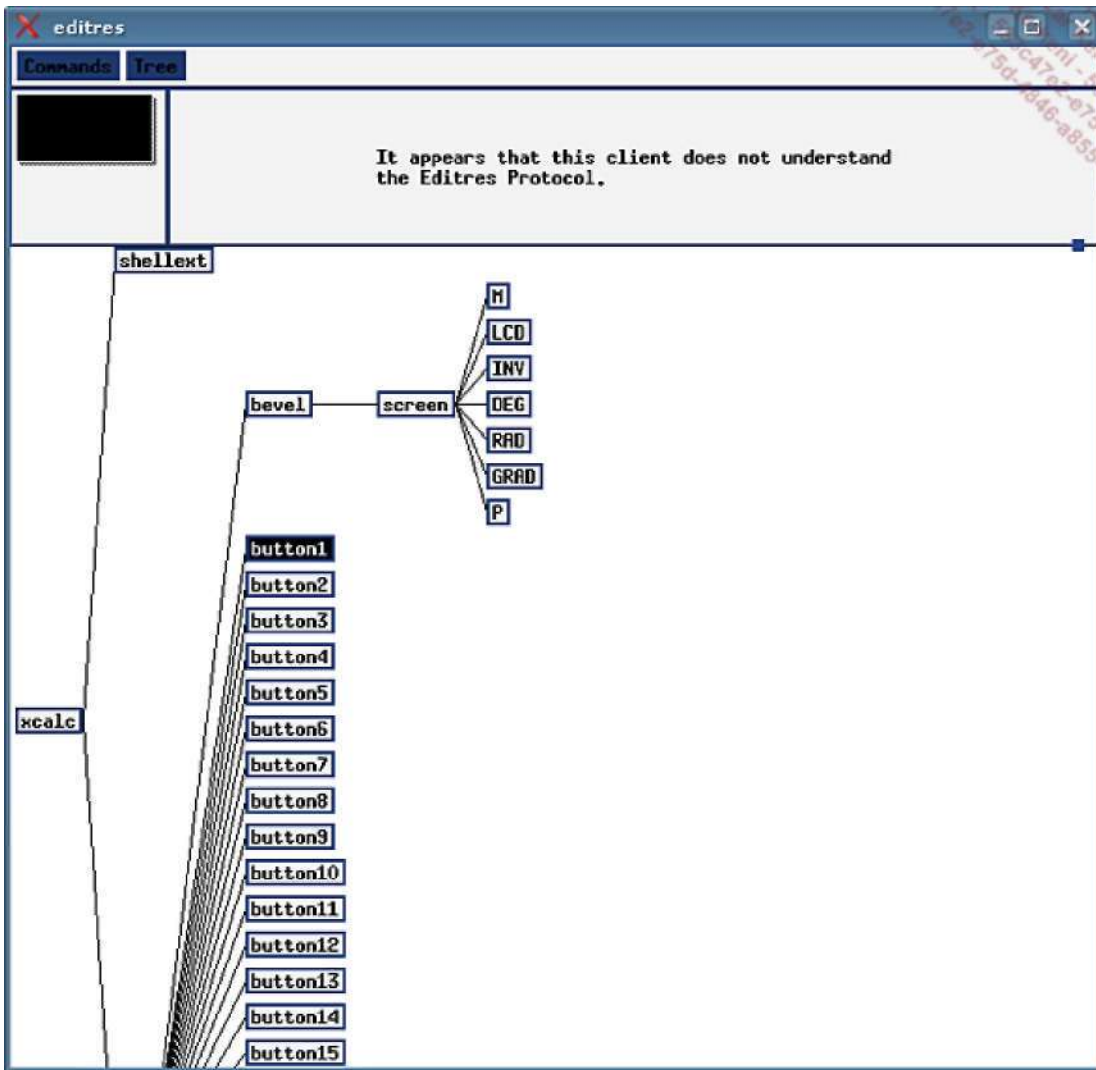 editres
Commands Tree
It appears that this client does not understand
the Editres Protocol.
shellext
M
LCD
INV
bevel screen DEG
RAD
GRAD
P
button1
button2
button3
button4
button5
button6
xcalc
button7
button8
button9
button10
button11
button12
button13
button14
button15